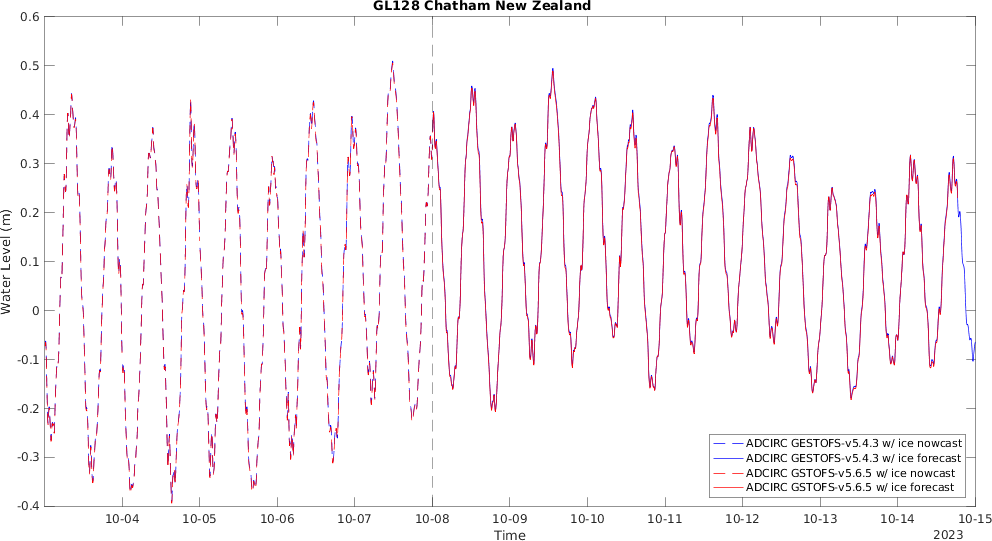 GL128 Chatham New Zealand
0.6
0.5
0.4
0.3
0.2
0.1
0
-0.1
-0.2
-0.3
-0.4
Water Level (m)
ADCIRC GESTOFS-v5.4.3 w/ ice nowcast
ADCIRC GESTOFS-v5.4.3 w/ ice forecast
ADCIRC GSTOFS-v5.6.5 w/ ice nowcast
ADCIRC GSTOFS-v5.6.5 w/ ice forecast
10-04 10-05 10-06 10-07 10-08 10-09 10-10 10-11 10-12 10-13 10-14 10-15
Time
2023